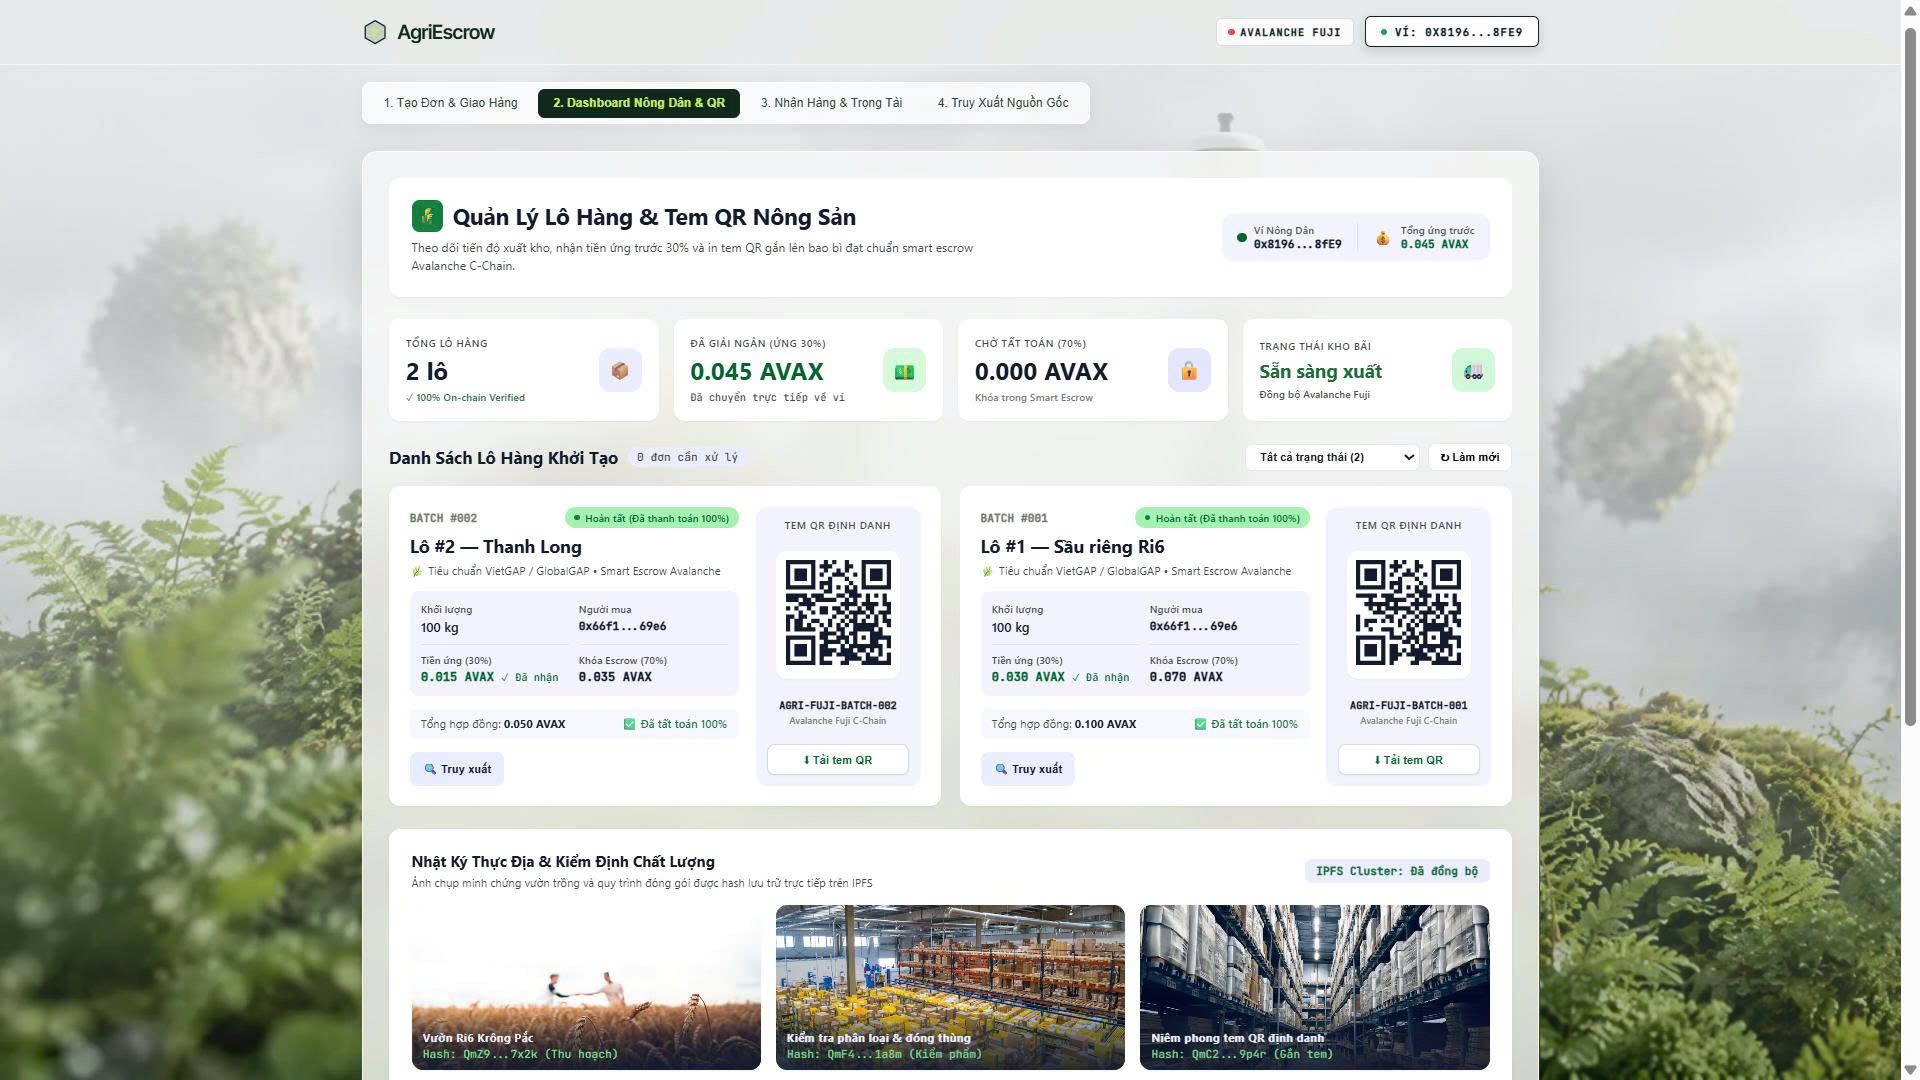 AgriEscrow
AVALANCHE FUJI
VÍ: 0X8196...8FE9
1. Tạo Đơn & Giao Hàng
2. Dashboard Nông Dân & QR
3. Nhận Hàng & Trọng Tài
4. Truy Xuất Nguồn Gốc
Quản Lý Lô Hàng & Tem QR Nông Sản
Theo dõi tiến độ xuất kho, nhận tiền ứng trước 30% và in tem QR gắn lên bao bì đạt chuẩn smart escrow
Avalanche C-Chain.
Ví Nông Dân
0x8196...8fE9
Tổng ứng trước
0.045 AVAX
TỔNG LÔ HÀNG
2 lô
✓ 100% On-chain Verified
ĐÃ GIẢI NGÂN (ỨNG 30%)
0.045 AVAX
Đã chuyển trực tiếp về ví
CHỜ TẤT TOÁN (70%)
0.000 AVAX
Khóa trong Smart Escrow
TRẠNG THÁI KHO BÃI
Sẵn sàng xuất
Đồng bộ Avalanche Fuji
Danh Sách Lô Hàng Khởi Tạo
0 đơn cần xử lý
Tất cả trạng thái (2)
↻ Làm mới
BATCH #002
Hoàn tất (Đã thanh toán 100%)
Lô #2 — Thanh Long
Tiêu chuẩn VietGAP / GlobalGAP • Smart Escrow Avalanche
Khối lượng
100 kg
Người mua
0x66f1...69e6
Tiền ứng (30%)
0.015 AVAX ✓ Đã nhận
Khóa Escrow (70%)
0.035 AVAX
Tổng hợp đồng: 0.050 AVAX
Đã tất toán 100%
Truy xuất
TEM QR ĐỊNH DANH
AGRI-FUJI-BATCH-002
Avalanche Fuji C-Chain
⬇ Tải tem QR
BATCH #001
Hoàn tất (Đã thanh toán 100%)
Lô #1 — Sầu riêng Ri6
Tiêu chuẩn VietGAP / GlobalGAP • Smart Escrow Avalanche
Khối lượng
100 kg
Người mua
0x66f1...69e6
Tiền ứng (30%)
0.030 AVAX ✓ Đã nhận
Khóa Escrow (70%)
0.070 AVAX
Tổng hợp đồng: 0.100 AVAX
Đã tất toán 100%
Truy xuất
TEM QR ĐỊNH DANH
AGRI-FUJI-BATCH-001
Avalanche Fuji C-Chain
⬇ Tải tem QR
Nhật Ký Thực Địa & Kiểm Định Chất Lượng
Ảnh chụp minh chứng vườn trồng và quy trình đóng gói được hash lưu trữ trực tiếp trên IPFS
IPFS Cluster: Đã đồng bộ
Vườn Ri6 Krông Pắc
Hash: QmZ9...7x2k (Thu hoạch)
Kiểm tra phân loại & đóng thùng
Hash: QmF4...1a8m (Kiểm phẩm)
Niêm phong tem QR định danh
Hash: QmC2...9p4r (Gắn tem)